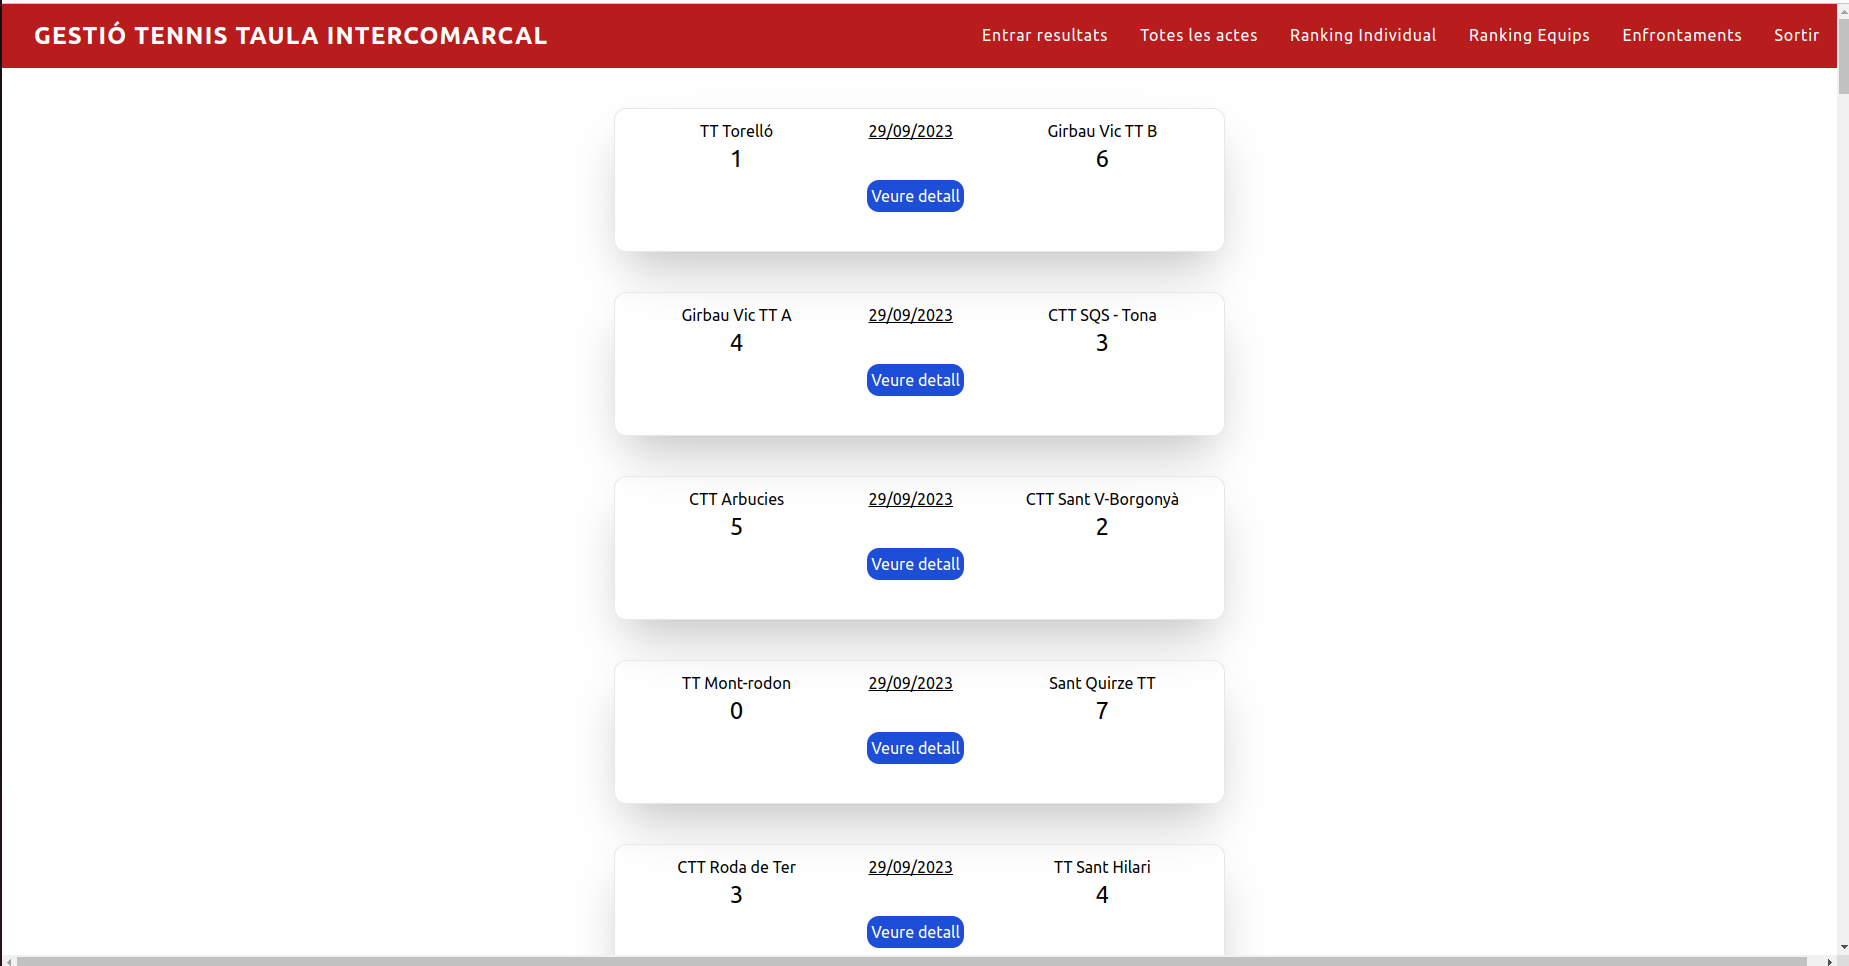 GESTIÓ TENNIS TAULA INTERCOMARCAL
Entrar resultats Totes les actes Ranking Individual Ranking Equips Enfrontaments Sortir
TT Torelló 29/09/2023 Girbau Vic TT B
1 6
Veure detall
Girbau Vic TT A 29/09/2023 CTT SQS - Tona
4 3
Veure detall
CTT Arbucies 29/09/2023 CTT Sant V-Borgonyà
5 2
Veure detall
TT Mont-rodon 29/09/2023 Sant Quirze TT
0 7
Veure detall
CTT Roda de Ter 29/09/2023 TT Sant Hilari
3 4
Veure detall